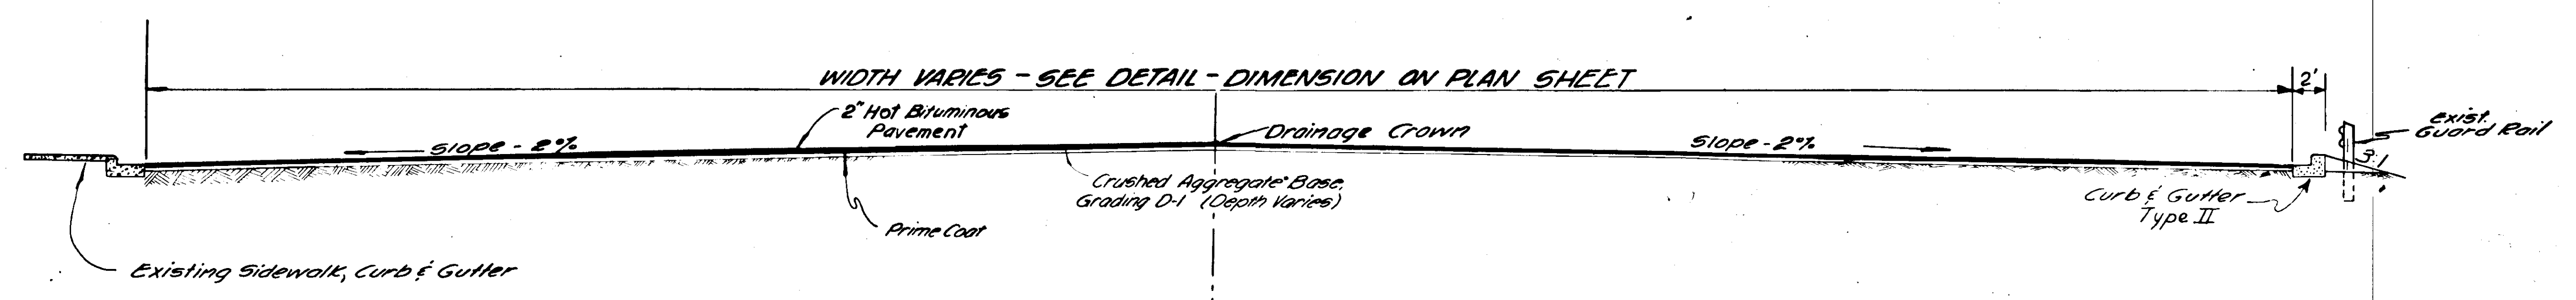 WIDTH VARIES - SEE DETAIL - DIMENSION ON PLAN SHEET
2'
2" Hot Bituminous
Pavement
Drainage Crown
Exist.
Guard Rail
Slope - 2%
Slope - 2%
3:1
Crushed Aggregate Base,
Grading D-1 (Depth Varies)
Curb & Gutter
Type II
Prime Coat
Existing Sidewalk, Curb & Gutter